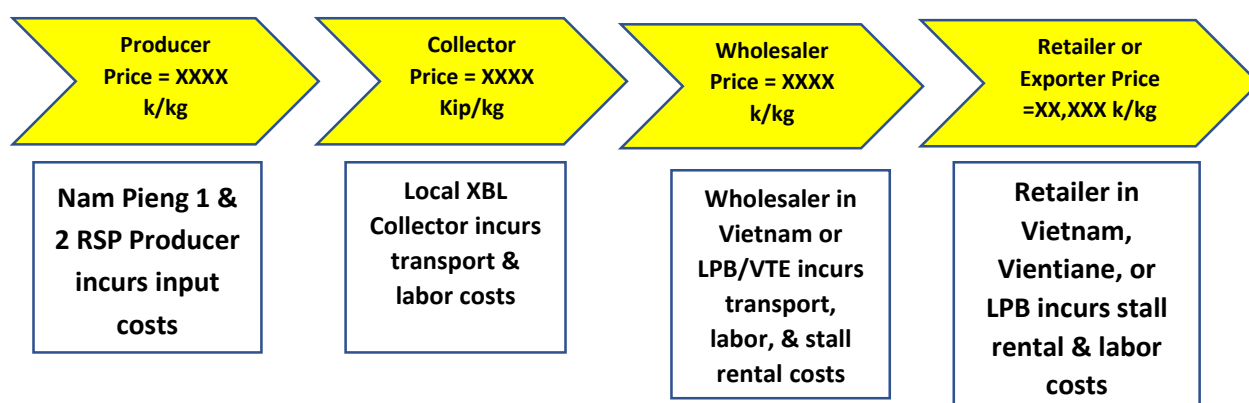 Producer
Price = XXXX
k/kg
Collector
Price = XXXX
Kip/kg
Wholesaler
Price = XXXX
k/kg
Retailer or
Exporter Price
=XX,XXX k/kg
Nam Pieng 1 &
2 RSP Producer
incurs input
costs
Local XBL
Collector incurs
transport &
labor costs
Wholesaler in
Vietnam or
LPB/VTE incurs
transport,
labor, & stall
rental costs
Retailer in
Vietnam,
Vientiane, or
LPB incurs stall
rental & labor
costs